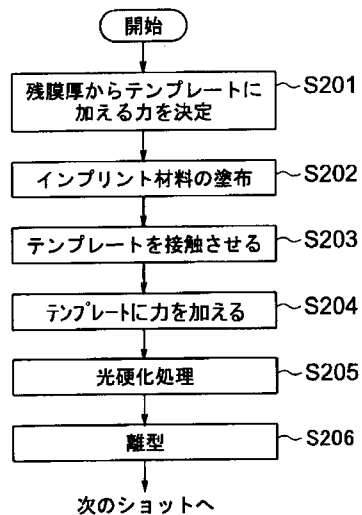 開始
残膜厚からテンプレートに
加える力を決定
S201
インプリント材料の塗布
S202
テンプレートを接触させる
S203
テンプレートに力を加える
S204
光硬化処理
S205
離型
S206
次のショットへ